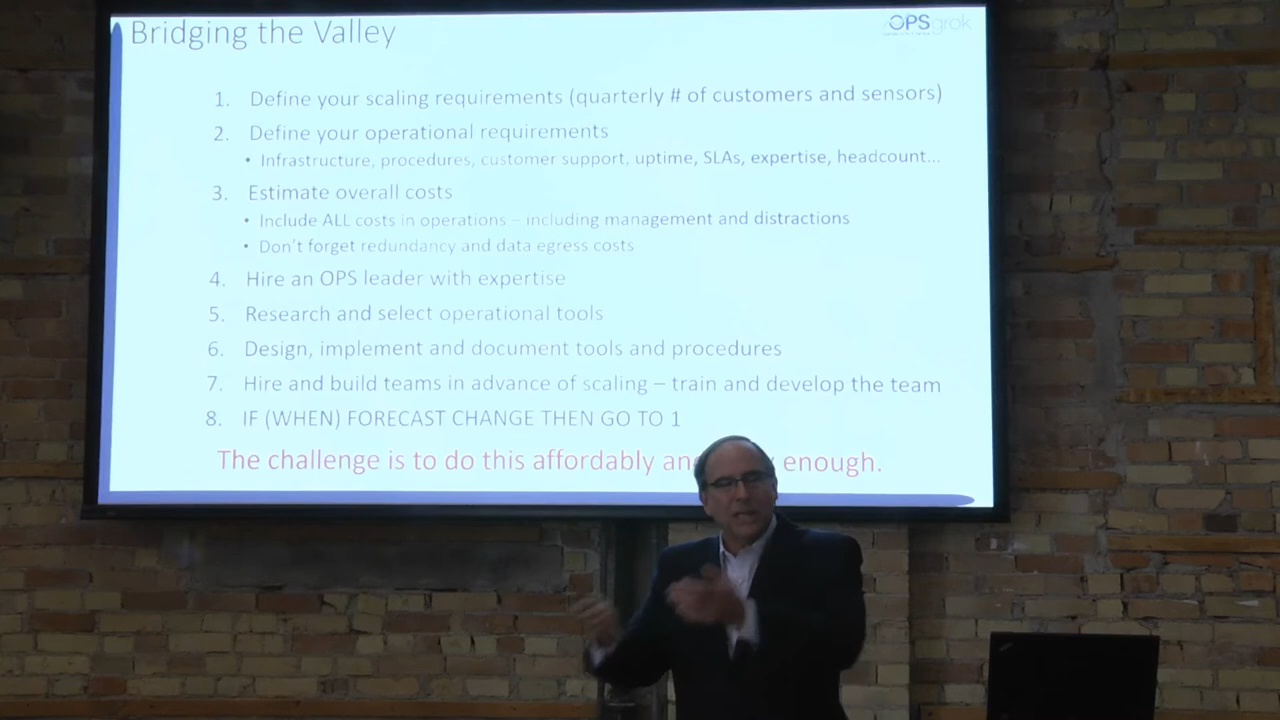 Bridging the Valley
OPSgrok
1. Define your scaling requirements (quarterly # of customers and sensors)
2. Define your operational requirements
• Infrastructure, procedures, customer support, uptime, SLAs, expertise, headcount...
3. Estimate overall costs
• Include ALL costs in operations – including management and distractions
• Don't forget redundancy and data egress costs
4. Hire an OPS leader with expertise
5. Research and select operational tools
6. Design, implement and document tools and procedures
7. Hire and build teams in advance of scaling – train and develop the team
8. IF (WHEN) FORECAST CHANGE THEN GO TO 1
The challenge is to do this affordably enough.